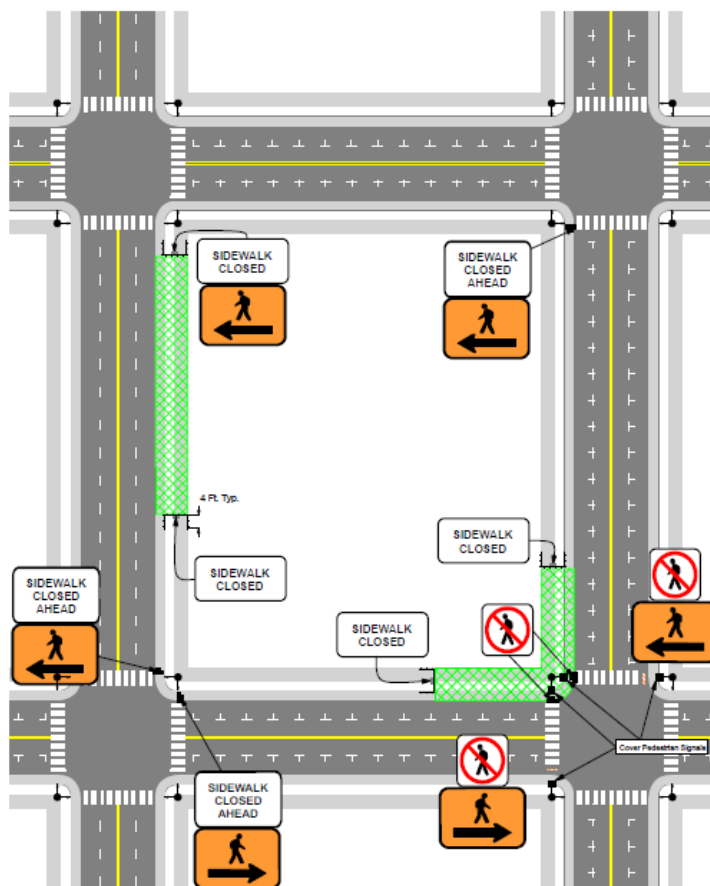 SIDEWALK
CLOSED
SIDEWALK
CLOSED
AHEAD
4 Ft. Typ.
SIDEWALK
CLOSED
SIDEWALK
CLOSED
SIDEWALK
CLOSED
AHEAD
SIDEWALK
CLOSED
Cover Pedestrian Signals
SIDEWALK
CLOSED
AHEAD